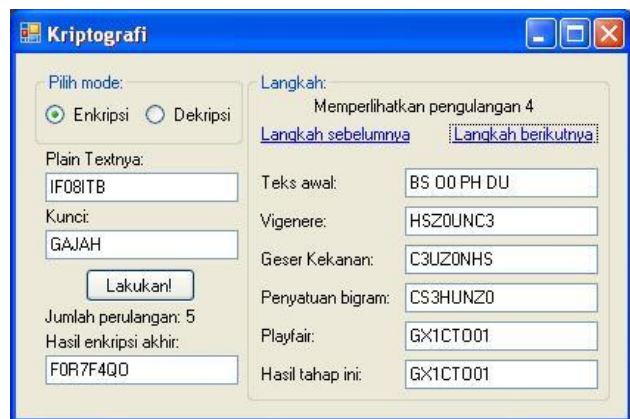 Kriptografi
Pilih mode:
Enkripsi Dekripsi
Plain Textnya:
IF08ITB
Kunci:
GAJAH
Lakukan!
Jumlah perulangan: 5
Hasil enkripsi akhir:
F0R7F4QO
Langkah:
Memperlihatkan pengulangan 4
Langkah sebelumnya Langkah berikutnya
Teks awal: BS O0 PH DU
Vigenere: HSZ0UNC3
Geser Kekanan: C3UZ0NHS
Penyatuan bigram: CS3HUNZ0
Playfair: GX1CTO01
Hasil tahap ini: GX1CTO01